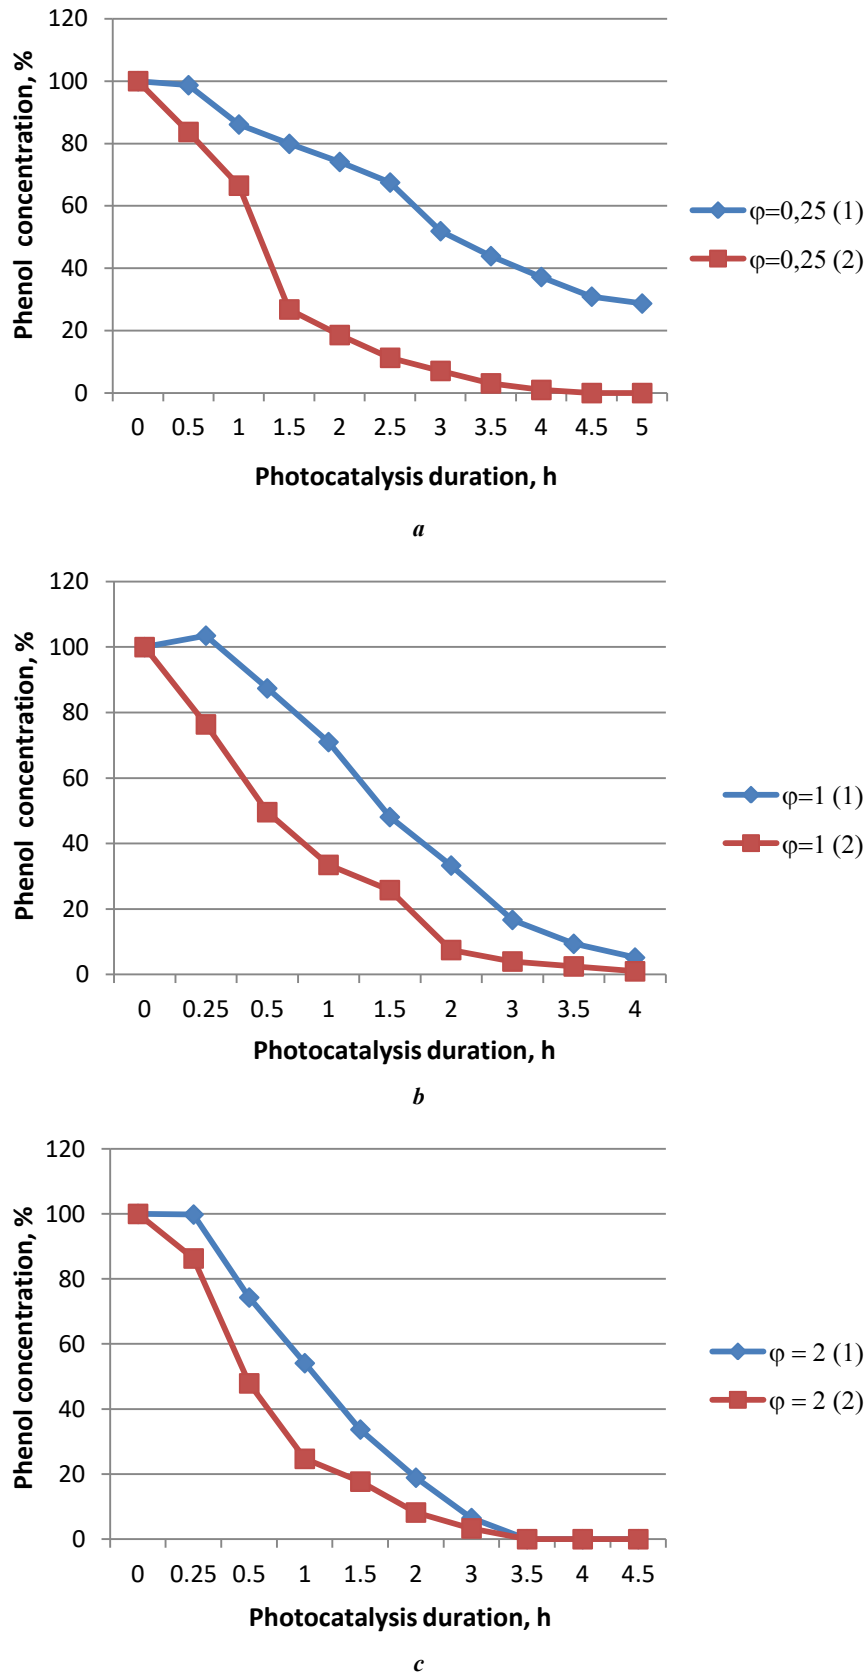 120
100
80
60
40
20
0
Phenol concentration, %
0 0.5 1 1.5 2 2.5 3 3.5 4 4.5 5
Photocatalysis duration, h
φ=0,25 (1)
φ=0,25 (2)
a
120
100
80
60
40
20
0
Phenol concentration, %
0 0.25 0.5 1 1.5 2 3 3.5 4
Photocatalysis duration, h
φ=1 (1)
φ=1 (2)
b
120
100
80
60
40
20
0
Phenol concentration, %
0 0.25 0.5 1 1.5 2 3 3.5 4 4.5
Photocatalysis duration, h
φ = 2 (1)
φ = 2 (2)
c